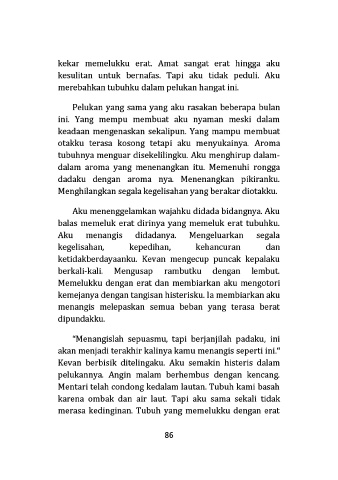 kekar memelukku erat. Amat sangat erat hingga aku
kesulitan untuk bernafas. Tapi aku tidak peduli. Aku
merebahkan tubuhku dalam pelukan hangat ini.
Pelukan yang sama yang aku rasakan beberapa bulan
ini. Yang mempu membuat aku nyaman meski dalam
keadaan mengenaskan sekalipun. Yang mampu membuat
otakku terasa kosong tetapi aku menyukainya. Aroma
tubuhnya menguar disekelilingku. Aku menghirup dalam-
dalam aroma yang menenangkan itu. Memenuhi rongga
dadaku dengan aroma nya. Menenangkan pikiranku.
Menghilangkan segala kegelisahan yang berakar diotakku.
Aku menenggelamkan wajahku didada bidangnya. Aku
balas memeluk erat dirinya yang memeluk erat tubuhku.
Aku menangis didadanya. Mengeluarkan segala
kegelisahan, kepedihan, kehancuran dan
ketidakberdayaanku. Kevan mengecup puncak kepalaku
berkali-kali. Mengusap rambutku dengan lembut.
Memelukku dengan erat dan membiarkan aku mengotori
kemejanya dengan tangisan histerisku. Ia membiarkan aku
menangis melepaskan semua beban yang terasa berat
dipundakku.
"Menangislah sepuasmu, tapi berjanjilah padaku, ini
akan menjadi terakhir kalinya kamu menangis seperti ini."
Kevan berbisik ditelingaku. Aku semakin histeris dalam
pelukannya. Angin malam berhembus dengan kencang.
Mentari telah condong kedalam lautan. Tubuh kami basah
karena ombak dan air laut. Tapi aku sama sekali tidak
merasa kedinginan. Tubuh yang memelukku dengan erat
86